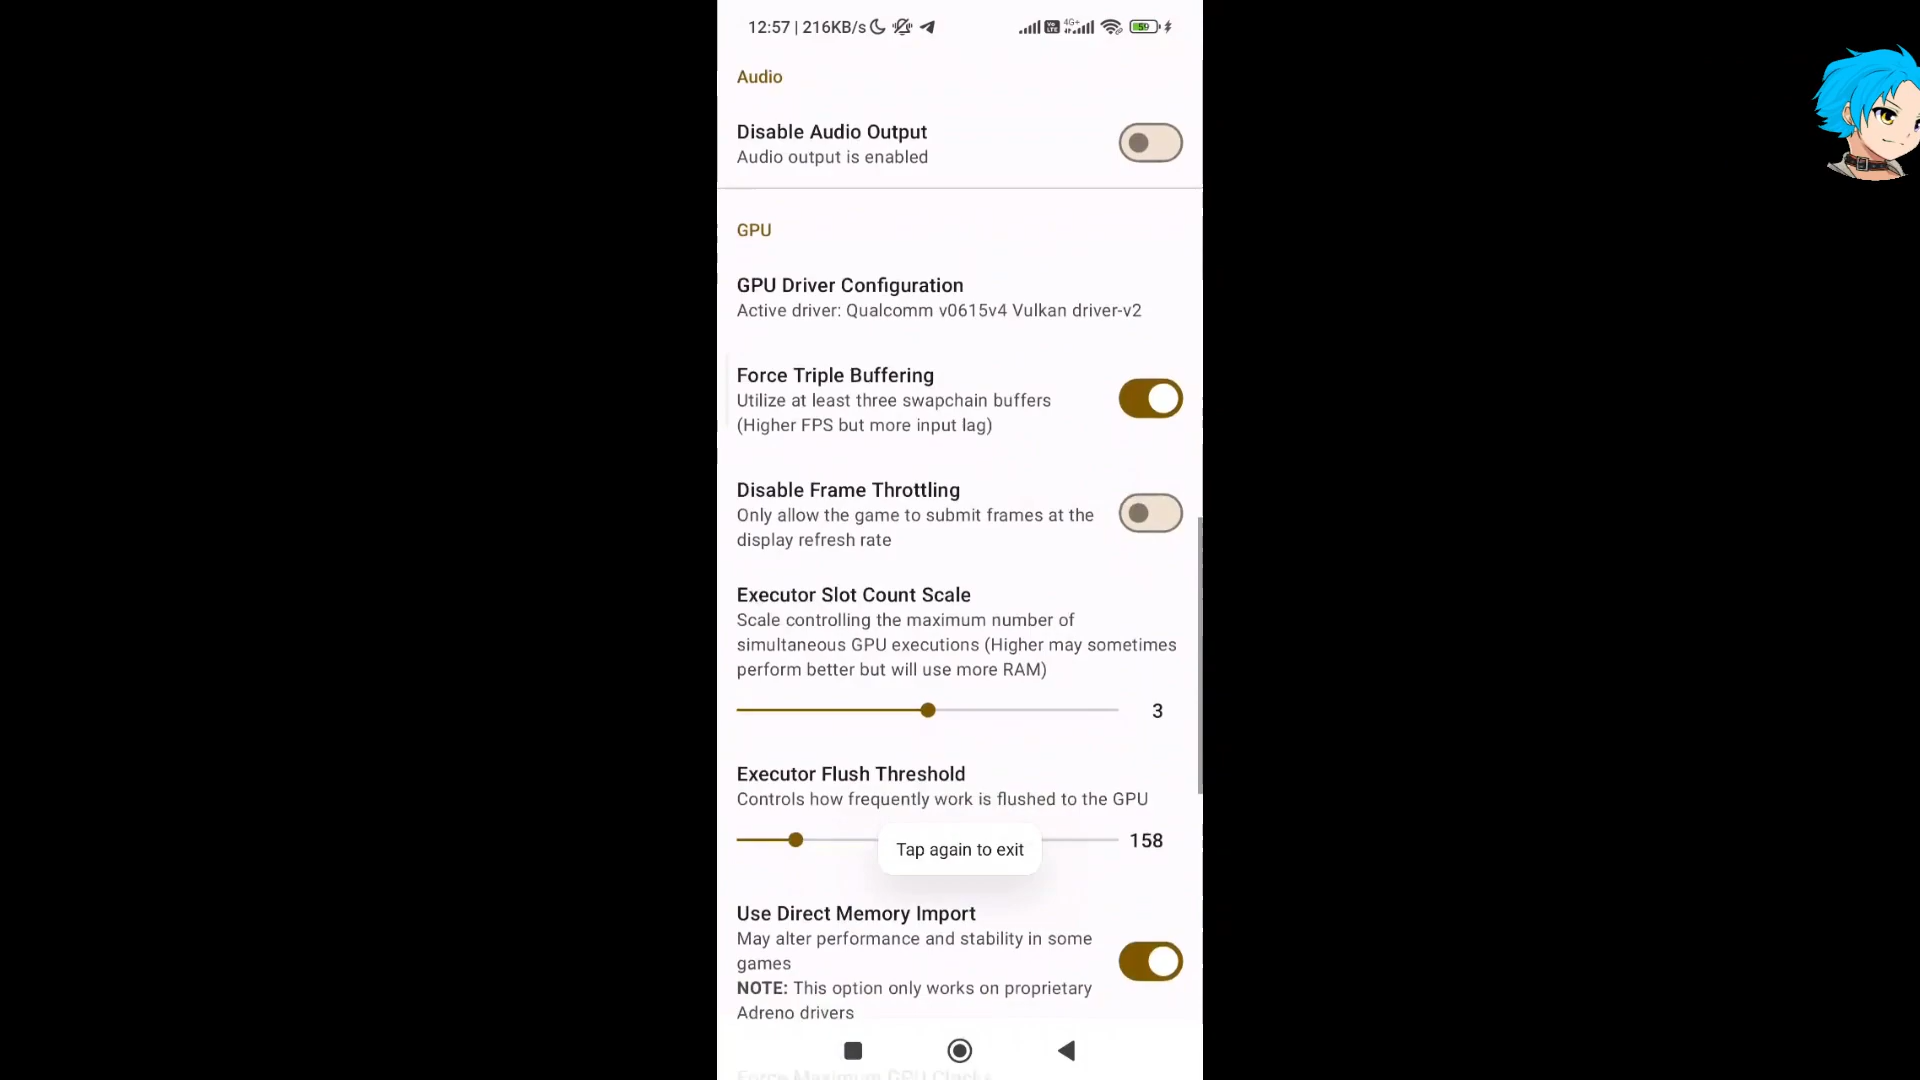 12:57 | 216KB/s
Vo LTE 4G+ 59
Audio
Disable Audio Output
Audio output is enabled
GPU
GPU Driver Configuration
Active driver: Qualcomm v0615v4 Vulkan driver-v2
Force Triple Buffering
Utilize at least three swapchain buffers
(Higher FPS but more input lag)
Disable Frame Throttling
Only allow the game to submit frames at the
display refresh rate
Executor Slot Count Scale
Scale controlling the maximum number of
simultaneous GPU executions (Higher may sometimes
perform better but will use more RAM)
3
Executor Flush Threshold
Controls how frequently work is flushed to the GPU
158
Tap again to exit
Use Direct Memory Import
May alter performance and stability in some
games
NOTE: This option only works on proprietary
Adreno drivers
Force Maximum GPU Clocks